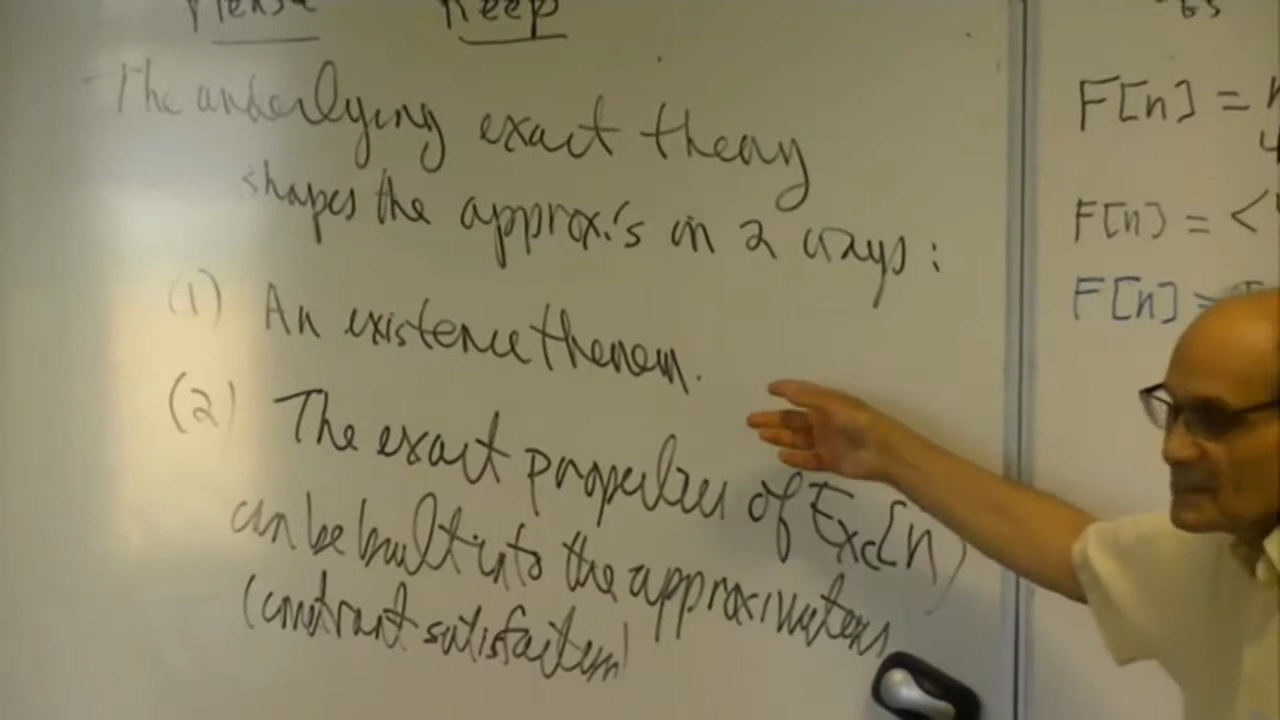 Please Keep
The underlying exact theory
shapes the approx.'s in 2 ways:
(1) An existence theorem.
(2) The exact properties of Exc[n]
can be built into the approximations
(constraint satisfaction)
F[n] =
F[n] = <
F[n] =